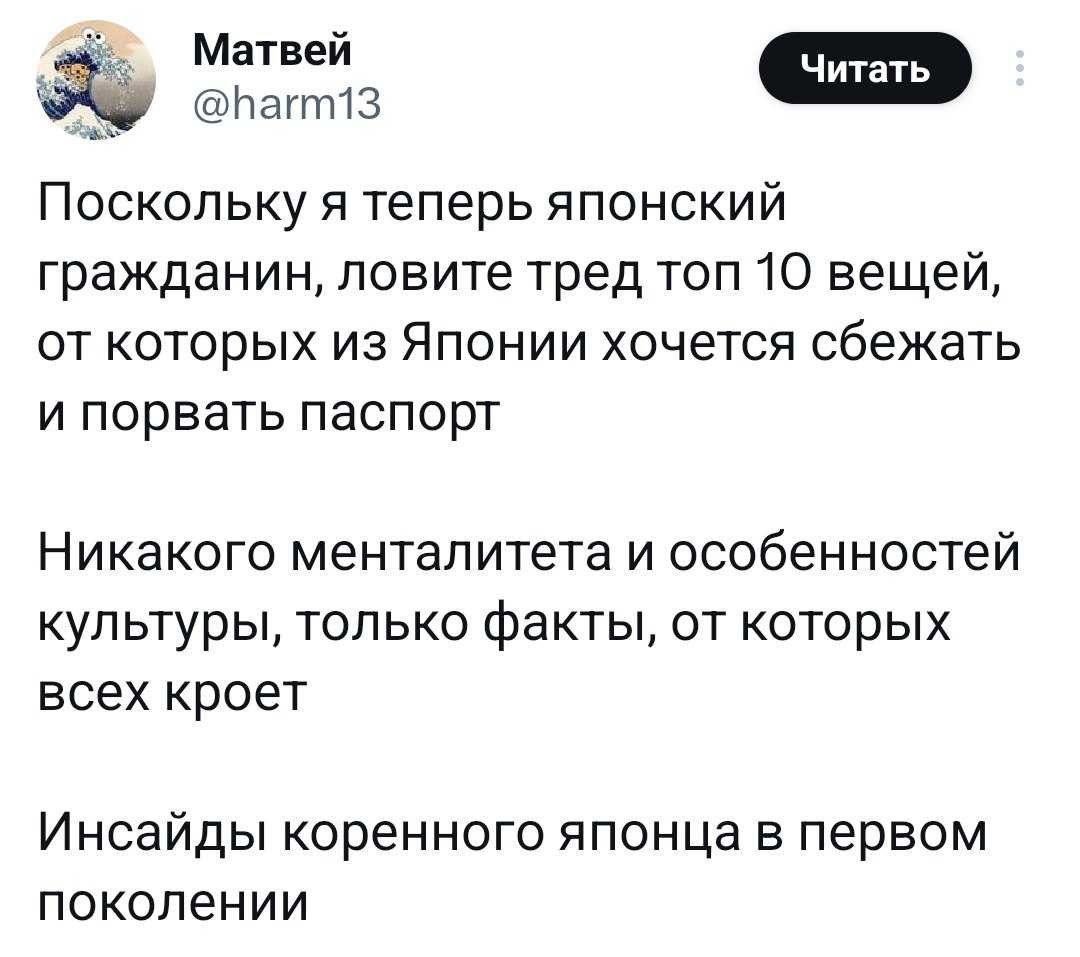 Матвей
@harm13
Читать
Поскольку я теперь японский
гражданин, ловите тред топ 10 вещей,
от которых из Японии хочется сбежать
и порвать паспорт
Никакого менталитета и особенностей
культуры, только факты, от которых
всех кроет
Инсайды коренного японца в первом
поколении